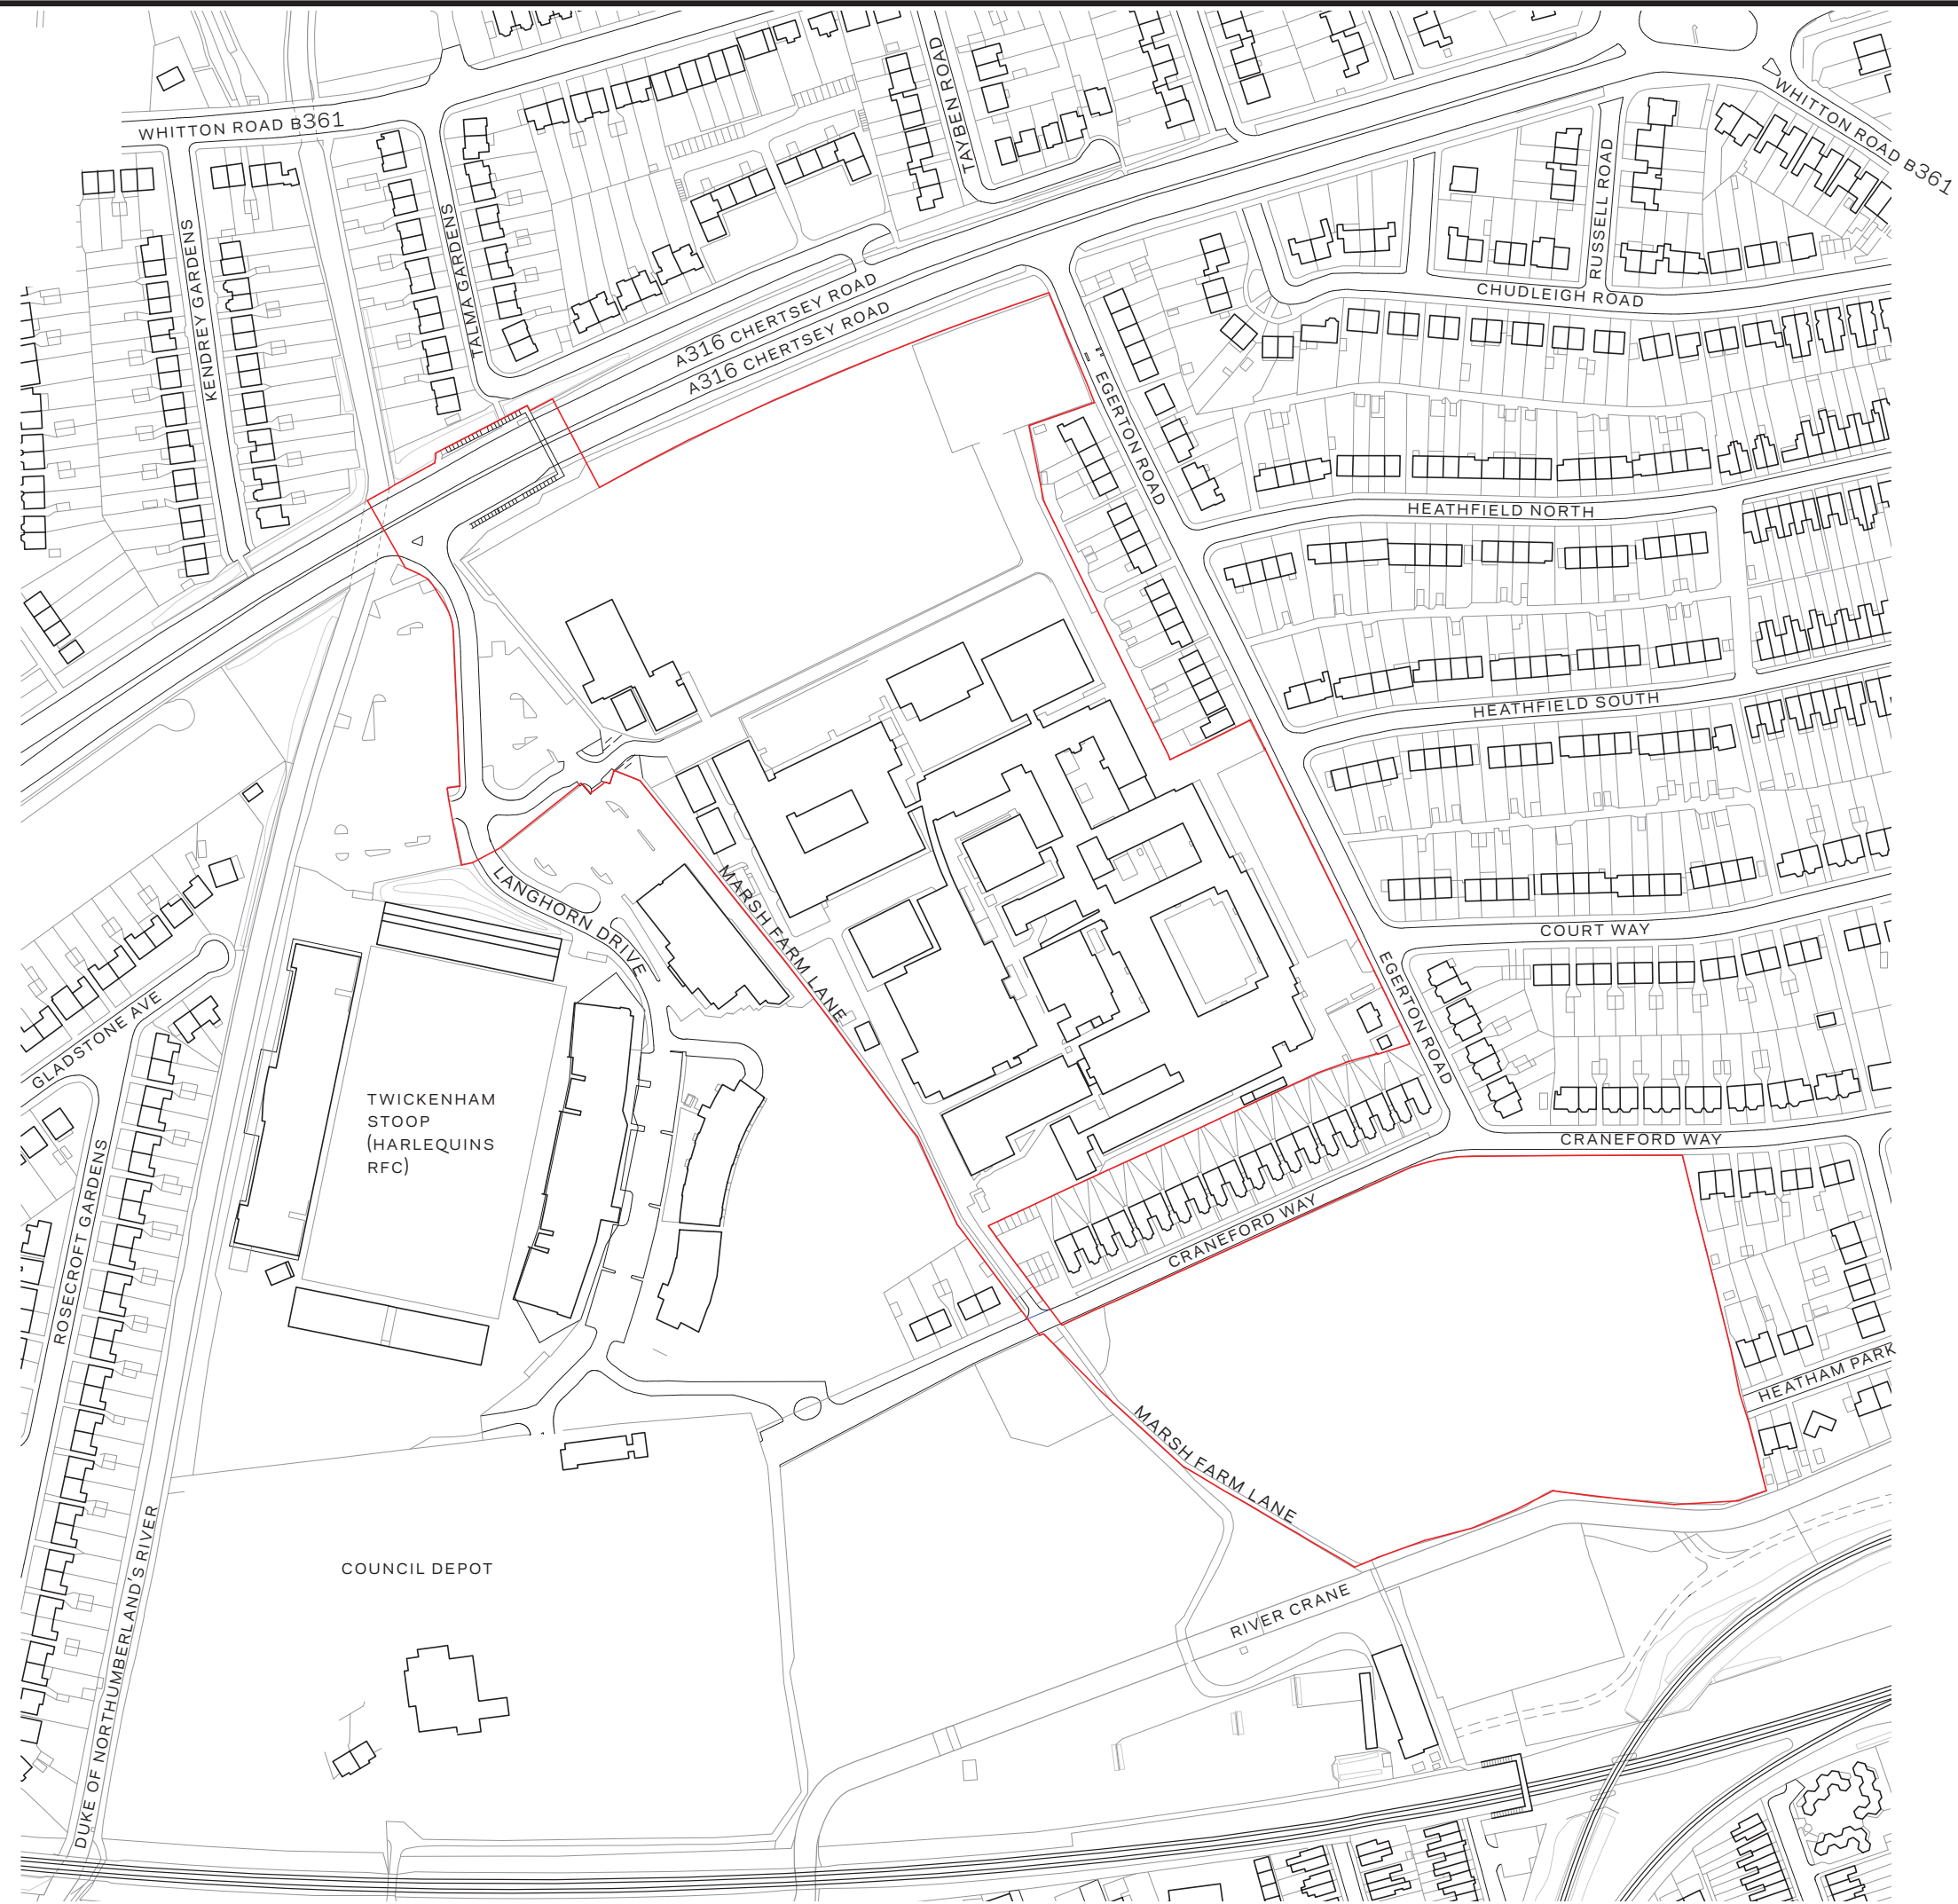 WHITTON ROAD B361
TAYBEN ROAD
WHITTON ROAD B361
RUSSELL ROAD
KENDREY GARDENS
TALMA GARDENS
A316 CHERTSEY ROAD
A316 CHERTSEY ROAD
CHUDLEIGH ROAD
EGERTON ROAD
HEATHFIELD NORTH
HEATHFIELD SOUTH
LANGHORN DRIVE
MARSH FARM LANE
COURT WAY
EGERTON ROAD
GLADSTONE AVE
TWICKENHAM
STOOP
(HARLEQUINS
RFC)
CRANEFORD WAY
ROSECROFT GARDENS
CRANEFORD WAY
HEATHAM PARK
MARSH FARM LANE
COUNCIL DEPOT
RIVER CRANE
DUKE OF NORTHUMBERLAND'S RIVER